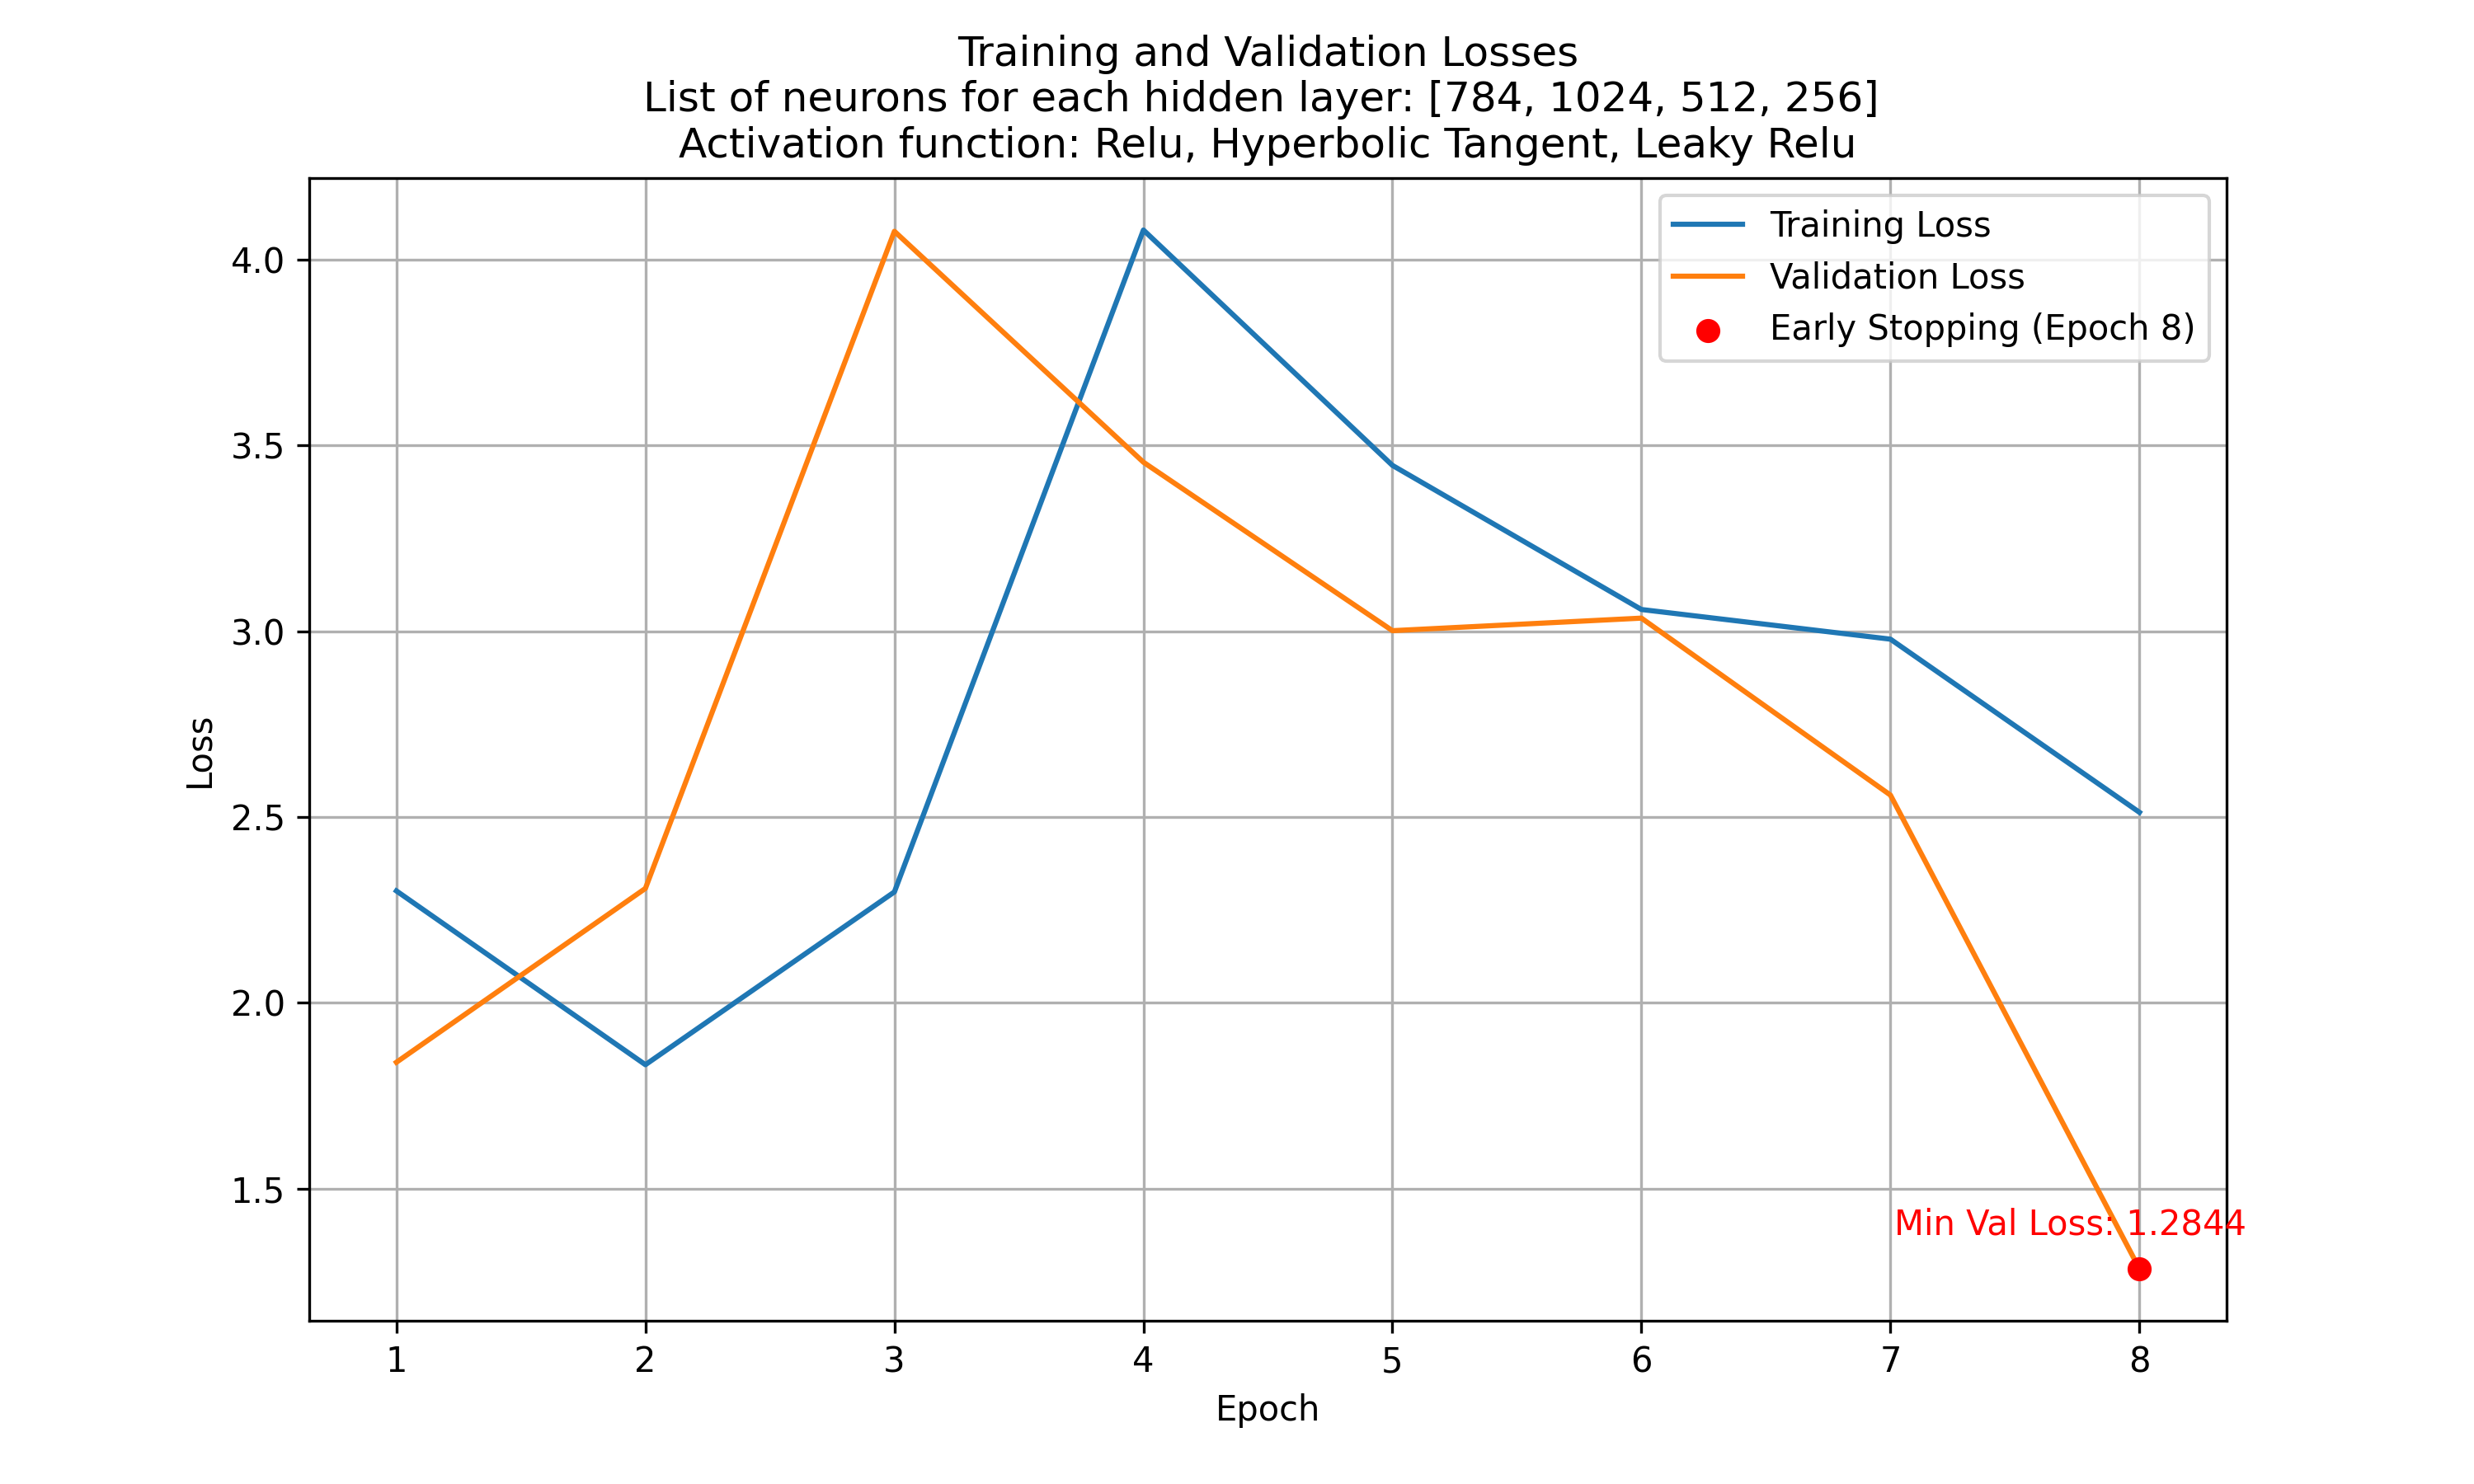 Training and Validation Losses
List of neurons for each hidden layer: [784, 1024, 512, 256]
Activation function: Relu, Hyperbolic Tangent, Leaky Relu
Training Loss
Validation Loss
Early Stopping (Epoch 8)
4.0
3.5
3.0
2.5
2.0
1.5
Loss
Min Val Loss: 1.2844
1 2 3 4 5 6 7 8
Epoch